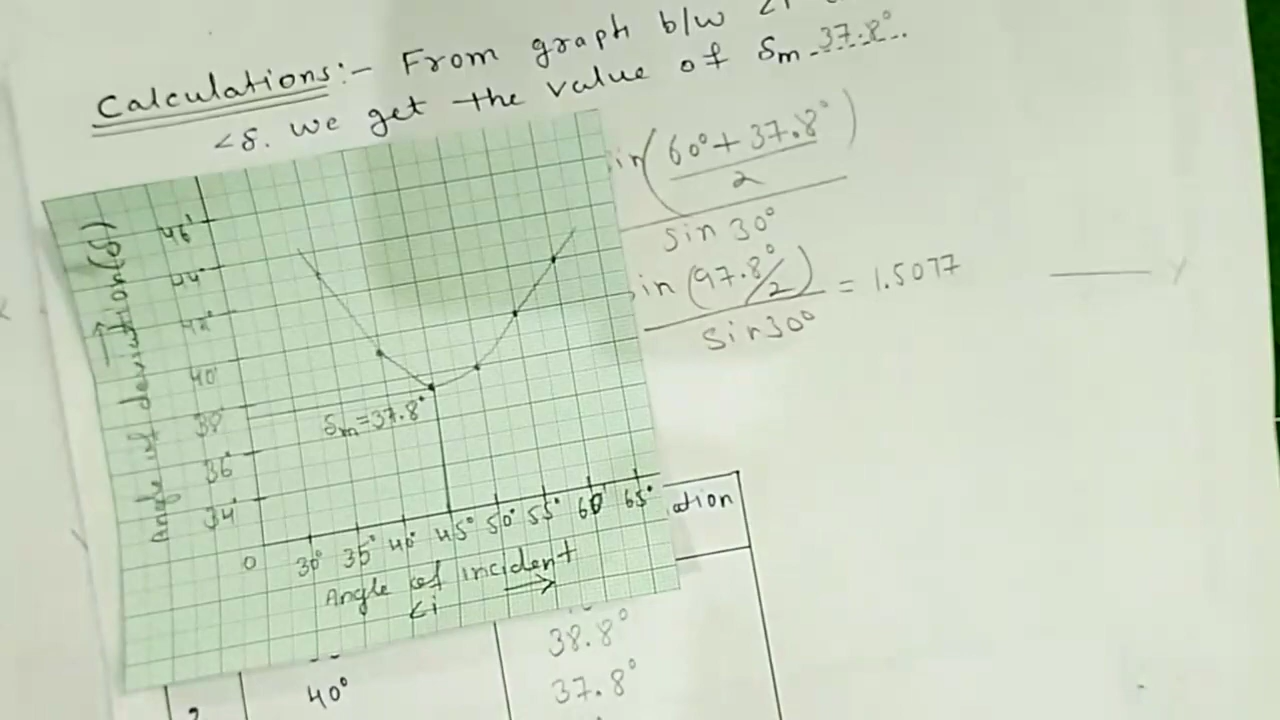 Calculations:- From graph b/w <i
<δ. we get the value of δm 37.8°.
in(60°+37.8°/2)
sin 30°
in (97.8°/2) = 1.5077
sin30°
46°
44°
42°
40°
38°
36°
34°
Angle of deviation(δ)
δm=37.8°
0 30° 35° 40° 45° 50° 55° 60° 65°
Angle of incident
<i
ation
38.8°
40° 37.8°